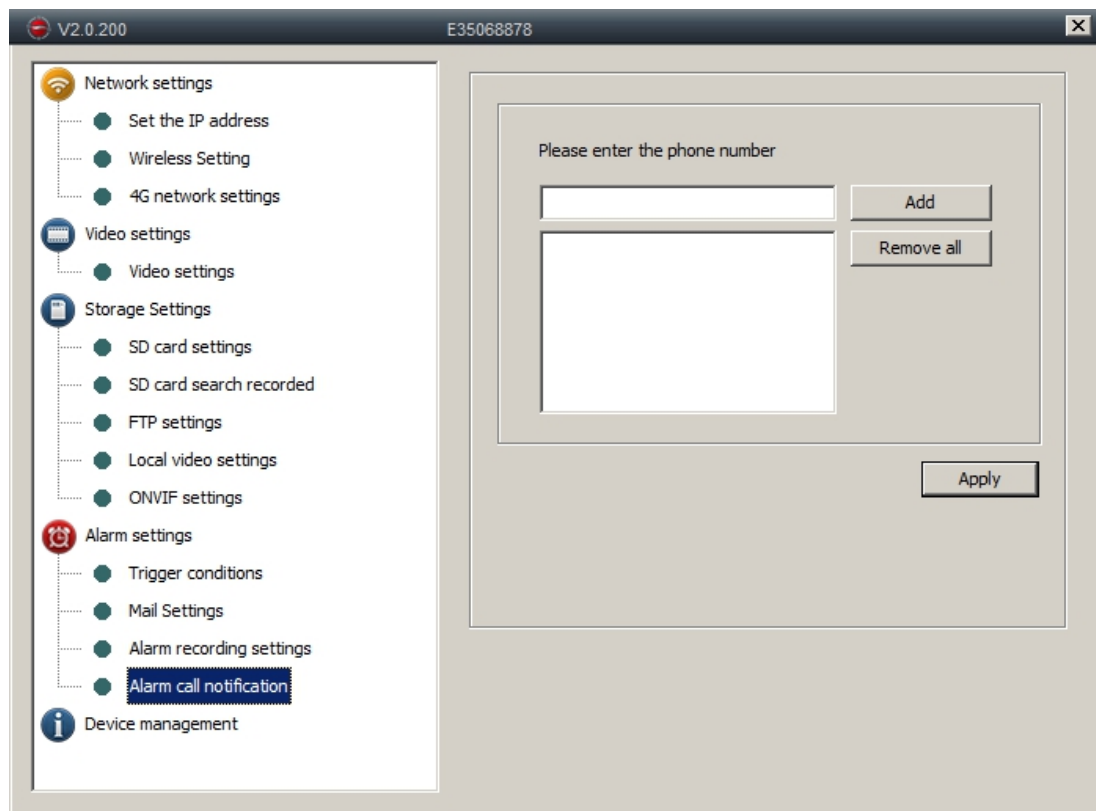 V2.0.200 E35068878
Network settings
Set the IP address
Wireless Setting
4G network settings
Video settings
Video settings
Storage Settings
SD card settings
SD card search recorded
FTP settings
Local video settings
ONVIF settings
Alarm settings
Trigger conditions
Mail Settings
Alarm recording settings
Alarm call notification
Device management
Please enter the phone number
Add
Remove all
Apply